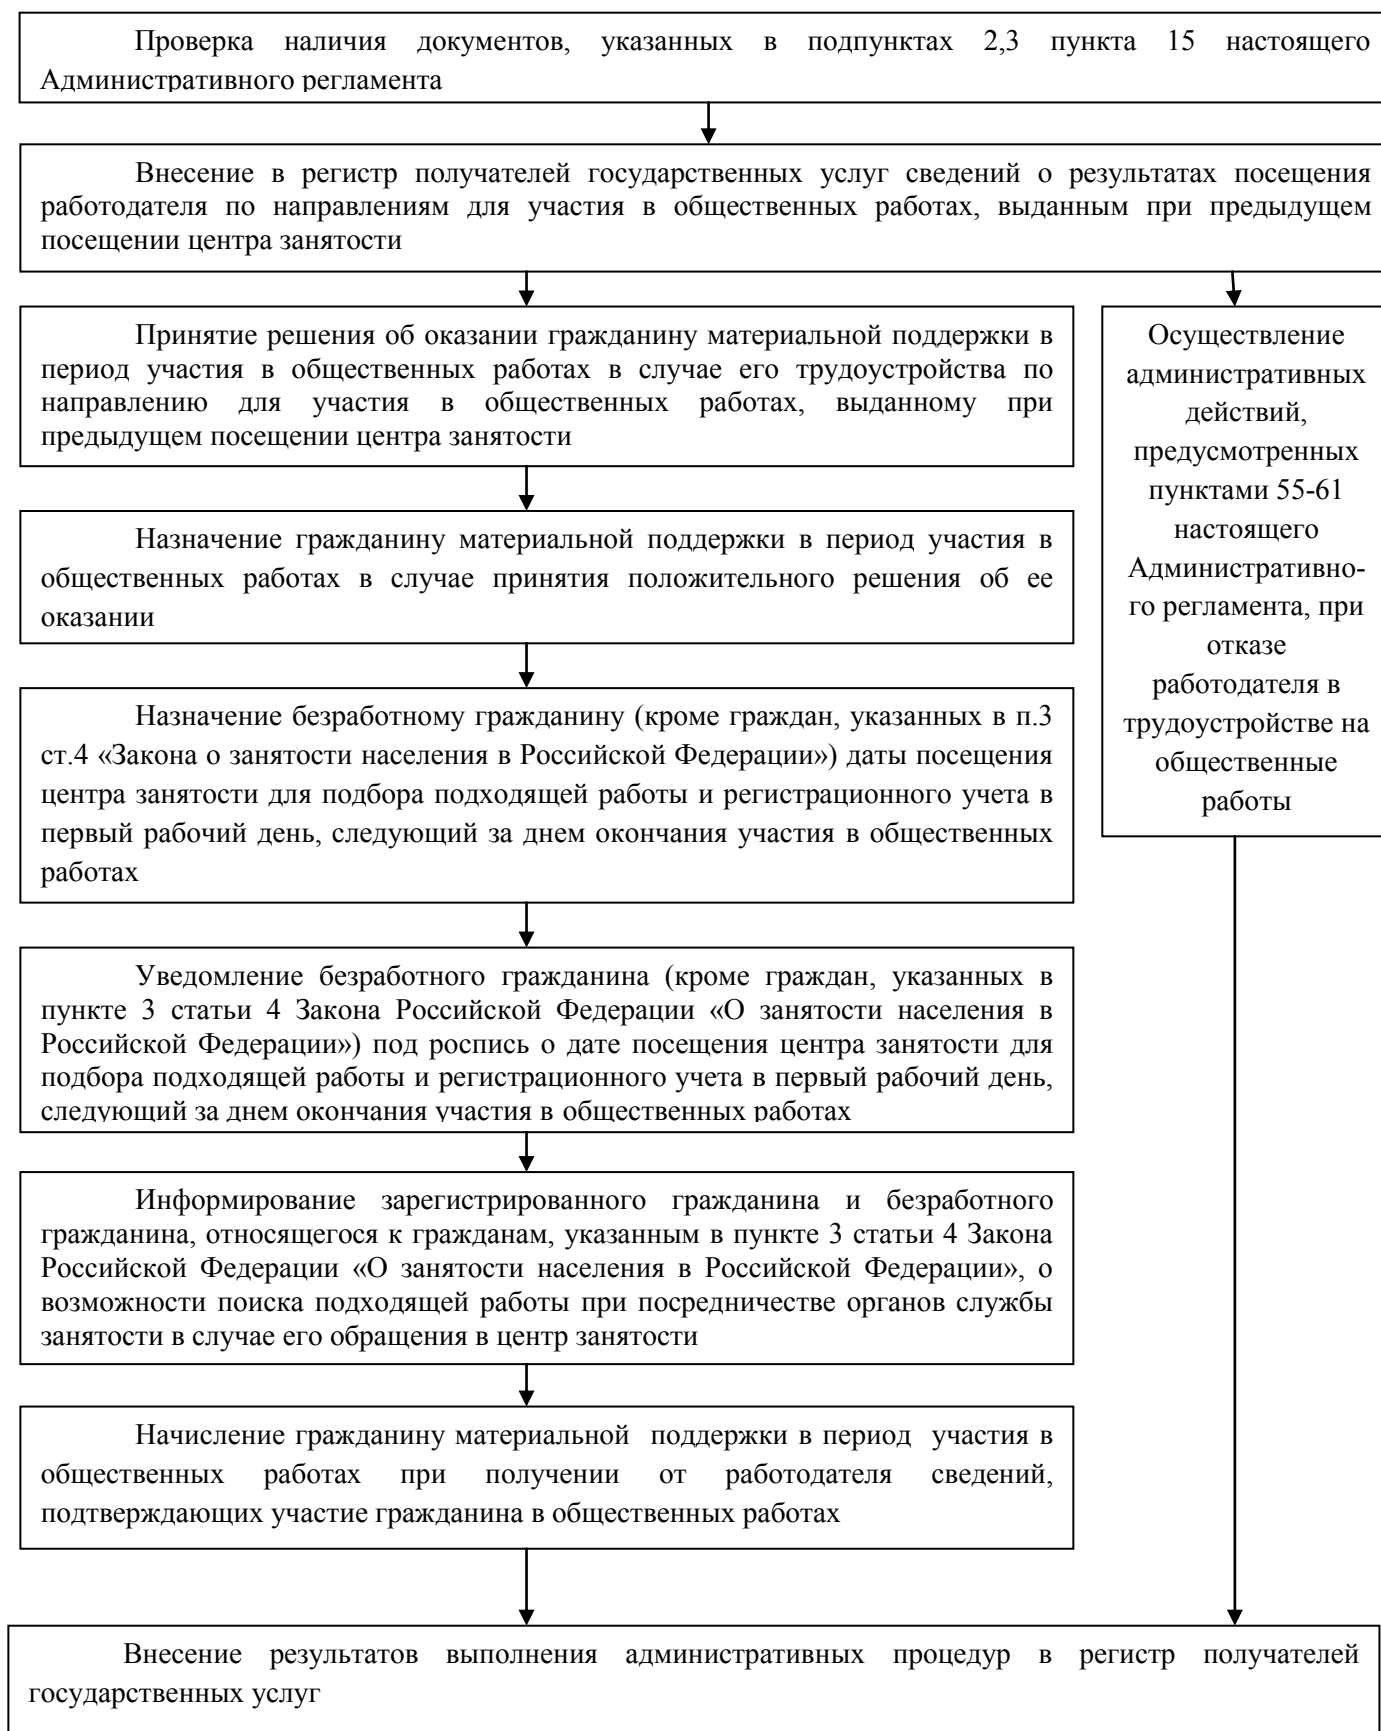 Проверка наличия документов, указанных в подпунктах 2,3 пункта 15 настоящего
Административного регламента
Внесение в регистр получателей государственных услуг сведений о результатах посещения
работодателя по направлениям для участия в общественных работах, выданным при предыдущем
посещении центра занятости
Принятие решения об оказании гражданину материальной поддержки в
период участия в общественных работах в случае его трудоустройства по
направлению для участия в общественных работах, выданному при
предыдущем посещении центра занятости
Назначение гражданину материальной поддержки в период участия в
общественных работах в случае принятия положительного решения об ее
оказании
Назначение безработному гражданину (кроме граждан, указанных в п.3
ст.4 «Закона о занятости населения в Российской Федерации») даты посещения
центра занятости для подбора подходящей работы и регистрационного учета в
первый рабочий день, следующий за днем окончания участия в общественных
работах
Уведомление безработного гражданина (кроме граждан, указанных в
пункте 3 статьи 4 Закона Российской Федерации «О занятости населения в
Российской Федерации») под роспись о дате посещения центра занятости для
подбора подходящей работы и регистрационного учета в первый рабочий день,
следующий за днем окончания участия в общественных работах
Информирование зарегистрированного гражданина и безработного
гражданина, относящегося к гражданам, указанным в пункте 3 статьи 4 Закона
Российской Федерации «О занятости населения в Российской Федерации», о
возможности поиска подходящей работы при посредничестве органов службы
занятости в случае его обращения в центр занятости
Начисление гражданину материальной поддержки в период участия в
общественных работах при получении от работодателя сведений,
подтверждающих участие гражданина в общественных работах
Осуществление
административных
действий,
предусмотренных
пунктами 55-61
настоящего
Административно-
го регламента, при
отказе
работодателя в
трудоустройстве на
общественные
работы
Внесение результатов выполнения административных процедур в регистр получателей
государственных услуг